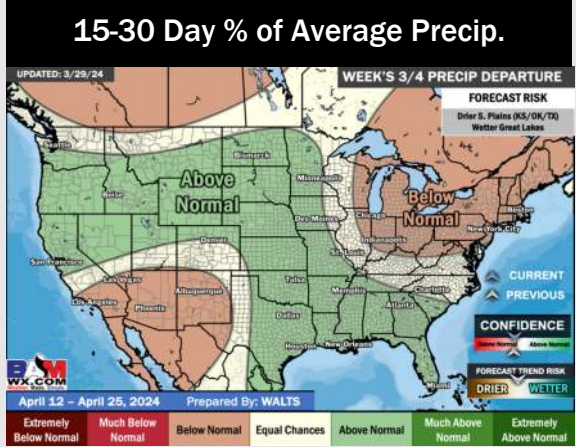 15-30 Day % of Average Precip.
UPDATED: 3/29/24
WEEK'S 3/4 PRECIP DEPARTURE
FORECAST RISK
Drier S. Plains (KS/OK/TX)
Wetter Great Lakes
Seattle
Bismarck
Minneapolis
Above
Normal
Boise
Below
Normal
Chicago
Boston
New York City
Des Moines
Indianapolis
Denver
St. Louis
San Francisco
Las Vegas
Los Angeles
Albuquerque
Phoenix
Tulsa
Memphis
Charlotte
Atlanta
Dallas
Houston
New Orleans
Miami
CURRENT
PREVIOUS
CONFIDENCE
Below Normal
Above Normal
FORECAST TREND RISK
DRIER
WETTER
BAM
WX.COM
April 12 – April 25, 2024
Prepared By: WALTS
Extremely
Below Normal
Much Below
Normal
Below Normal
Equal Chances
Above Normal
Much Above
Normal
Extremely
Above Normal